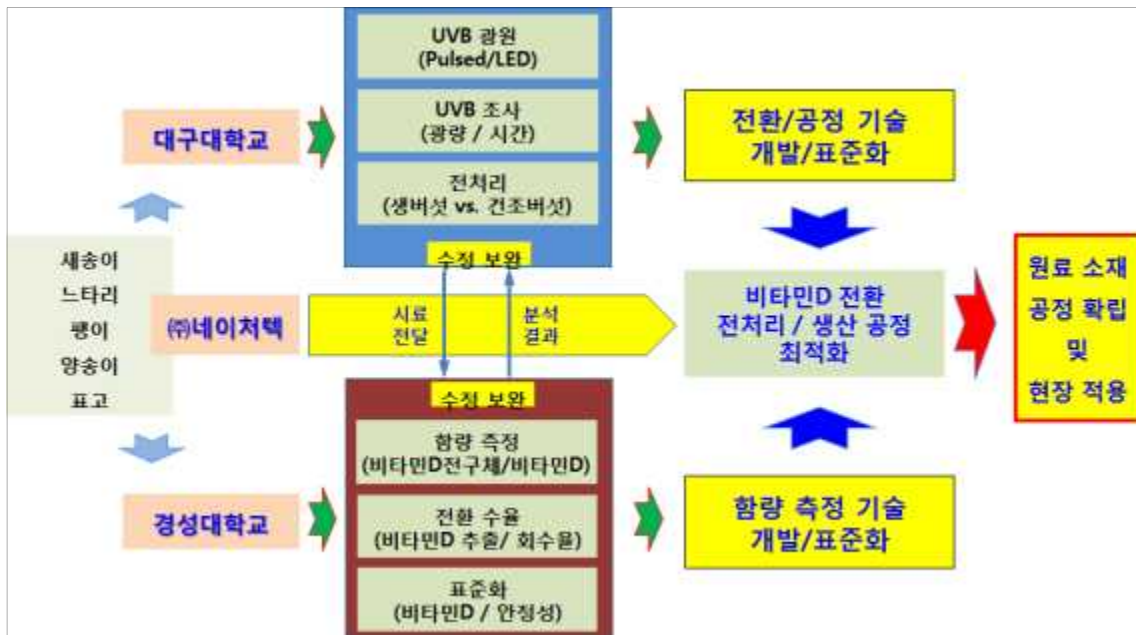 UVB 광원
(Pulsed/LED)
UVB 조사
(광량 / 시간)
전처리
(생버섯 vs. 건조버섯)
수정 보완
대구대학교
전환/공정 기술
개발/표준화
새송이
느타리
팽이
양송이
표고
㈜네이처텍
시료
전달
분석
결과
비타민D 전환
전처리 / 생산 공정
최적화
원료 소재
공정 확립
및
현장 적용
수정 보완
함량 측정
(비타민D전구체/비타민D)
전환 수율
(비타민D 추출/ 회수율)
표준화
(비타민D / 안정성)
경성대학교
함량 측정 기술
개발/표준화